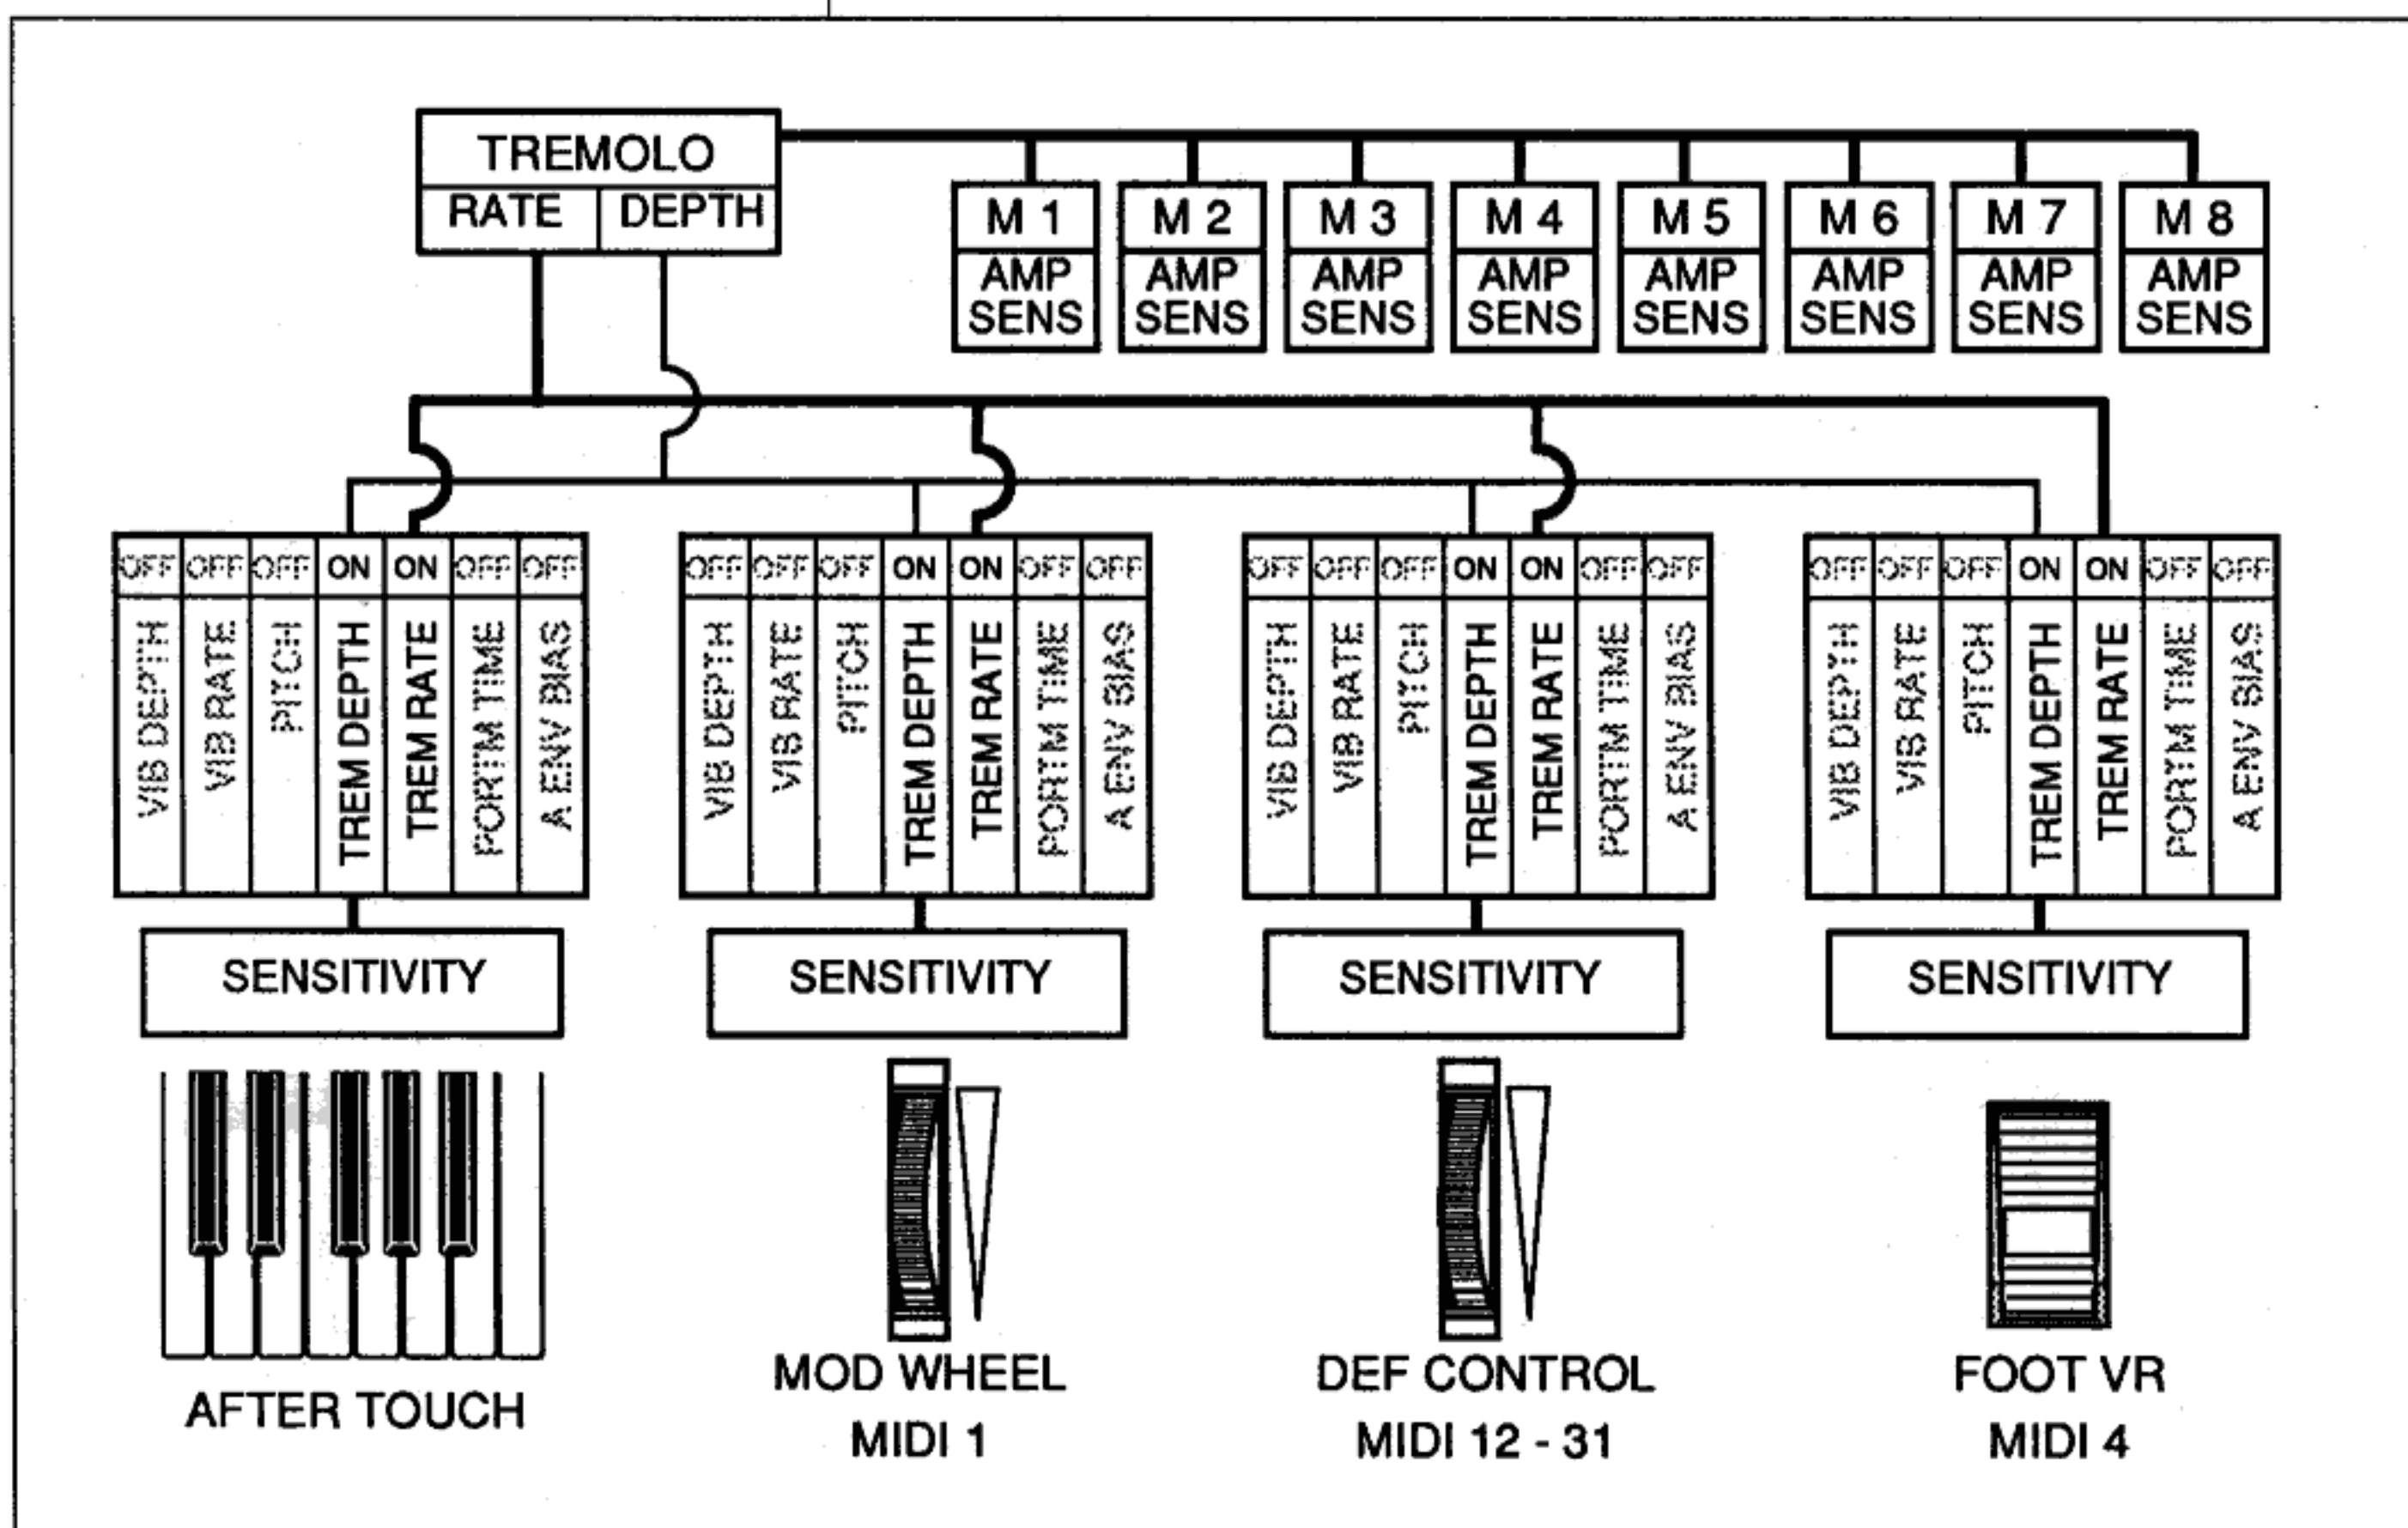 TREMOLO
RATE DEPTH
M 1 M 2 M 3 M 4 M 5 M 6 M 7 M 8
AMP AMP AMP AMP AMP AMP AMP AMP
SENS SENS SENS SENS SENS SENS SENS SENS
OFF OFF OFF ON ON OFF OFF
VIB DEPTH
VIB RATE
PITCH
TREM DEPTH
TREM RATE
PORTM TIME
A ENV BIAS
OFF OFF OFF ON ON OFF OFF
VIB DEPTH
VIB RATE
PITCH
TREM DEPTH
TREM RATE
PORTM TIME
A ENV BIAS
OFF OFF OFF ON ON OFF OFF
VIB DEPTH
VIB RATE
PITCH
TREM DEPTH
TREM RATE
PORTM TIME
A ENV BIAS
OFF OFF OFF ON ON OFF OFF
VIB DEPTH
VIB RATE
PITCH
TREM DEPTH
TREM RATE
PORTM TIME
A ENV BIAS
SENSITIVITY SENSITIVITY SENSITIVITY SENSITIVITY
AFTER TOUCH
MOD WHEEL
MIDI 1
DEF CONTROL
MIDI 12 - 31
FOOT VR
MIDI 4